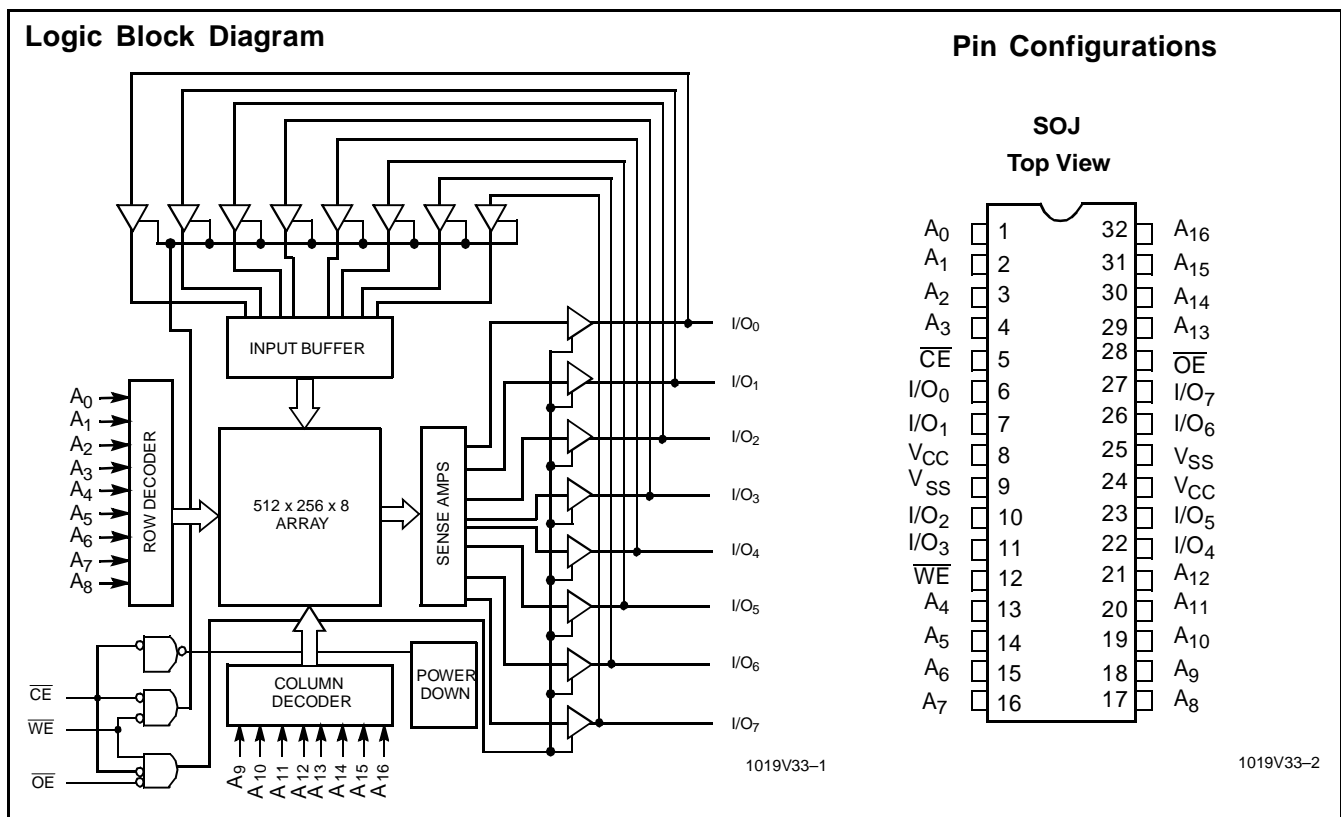 Logic Block Diagram
INPUT BUFFER
A0
A1
A2
A3
A4
A5
A6
A7
A8
ROW DECODER
512 x 256 x 8
ARRAY
SENSE AMPS
I/O0
I/O1
I/O2
I/O3
I/O4
I/O5
I/O6
I/O7
COLUMN
DECODER
POWER
DOWN
CE
WE
OE
A9
A10
A11
A12
A13
A14
A15
A16
1019V33–1
Pin Configurations
SOJ
Top View
A0 1 32 A16
A1 2 31 A15
A2 3 30 A14
A3 4 29 A13
CE 5 28 OE
I/O0 6 27 I/O7
I/O1 7 26 I/O6
VCC 8 25 VSS
VSS 9 24 VCC
I/O2 10 23 I/O5
I/O3 11 22 I/O4
WE 12 21 A12
A4 13 20 A11
A5 14 19 A10
A6 15 18 A9
A7 16 17 A8
1019V33–2